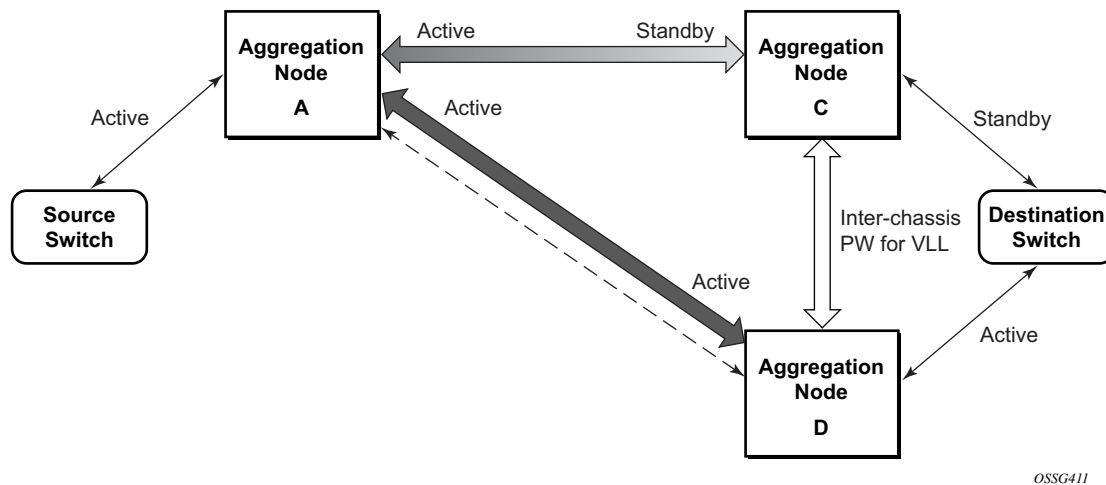 Aggregation
Node
A
Active
Standby
Aggregation
Node
C
Active
Active
Standby
Source
Switch
Inter-chassis
PW for VLL
Destination
Switch
Active
Active
Aggregation
Node
D
OSSG411